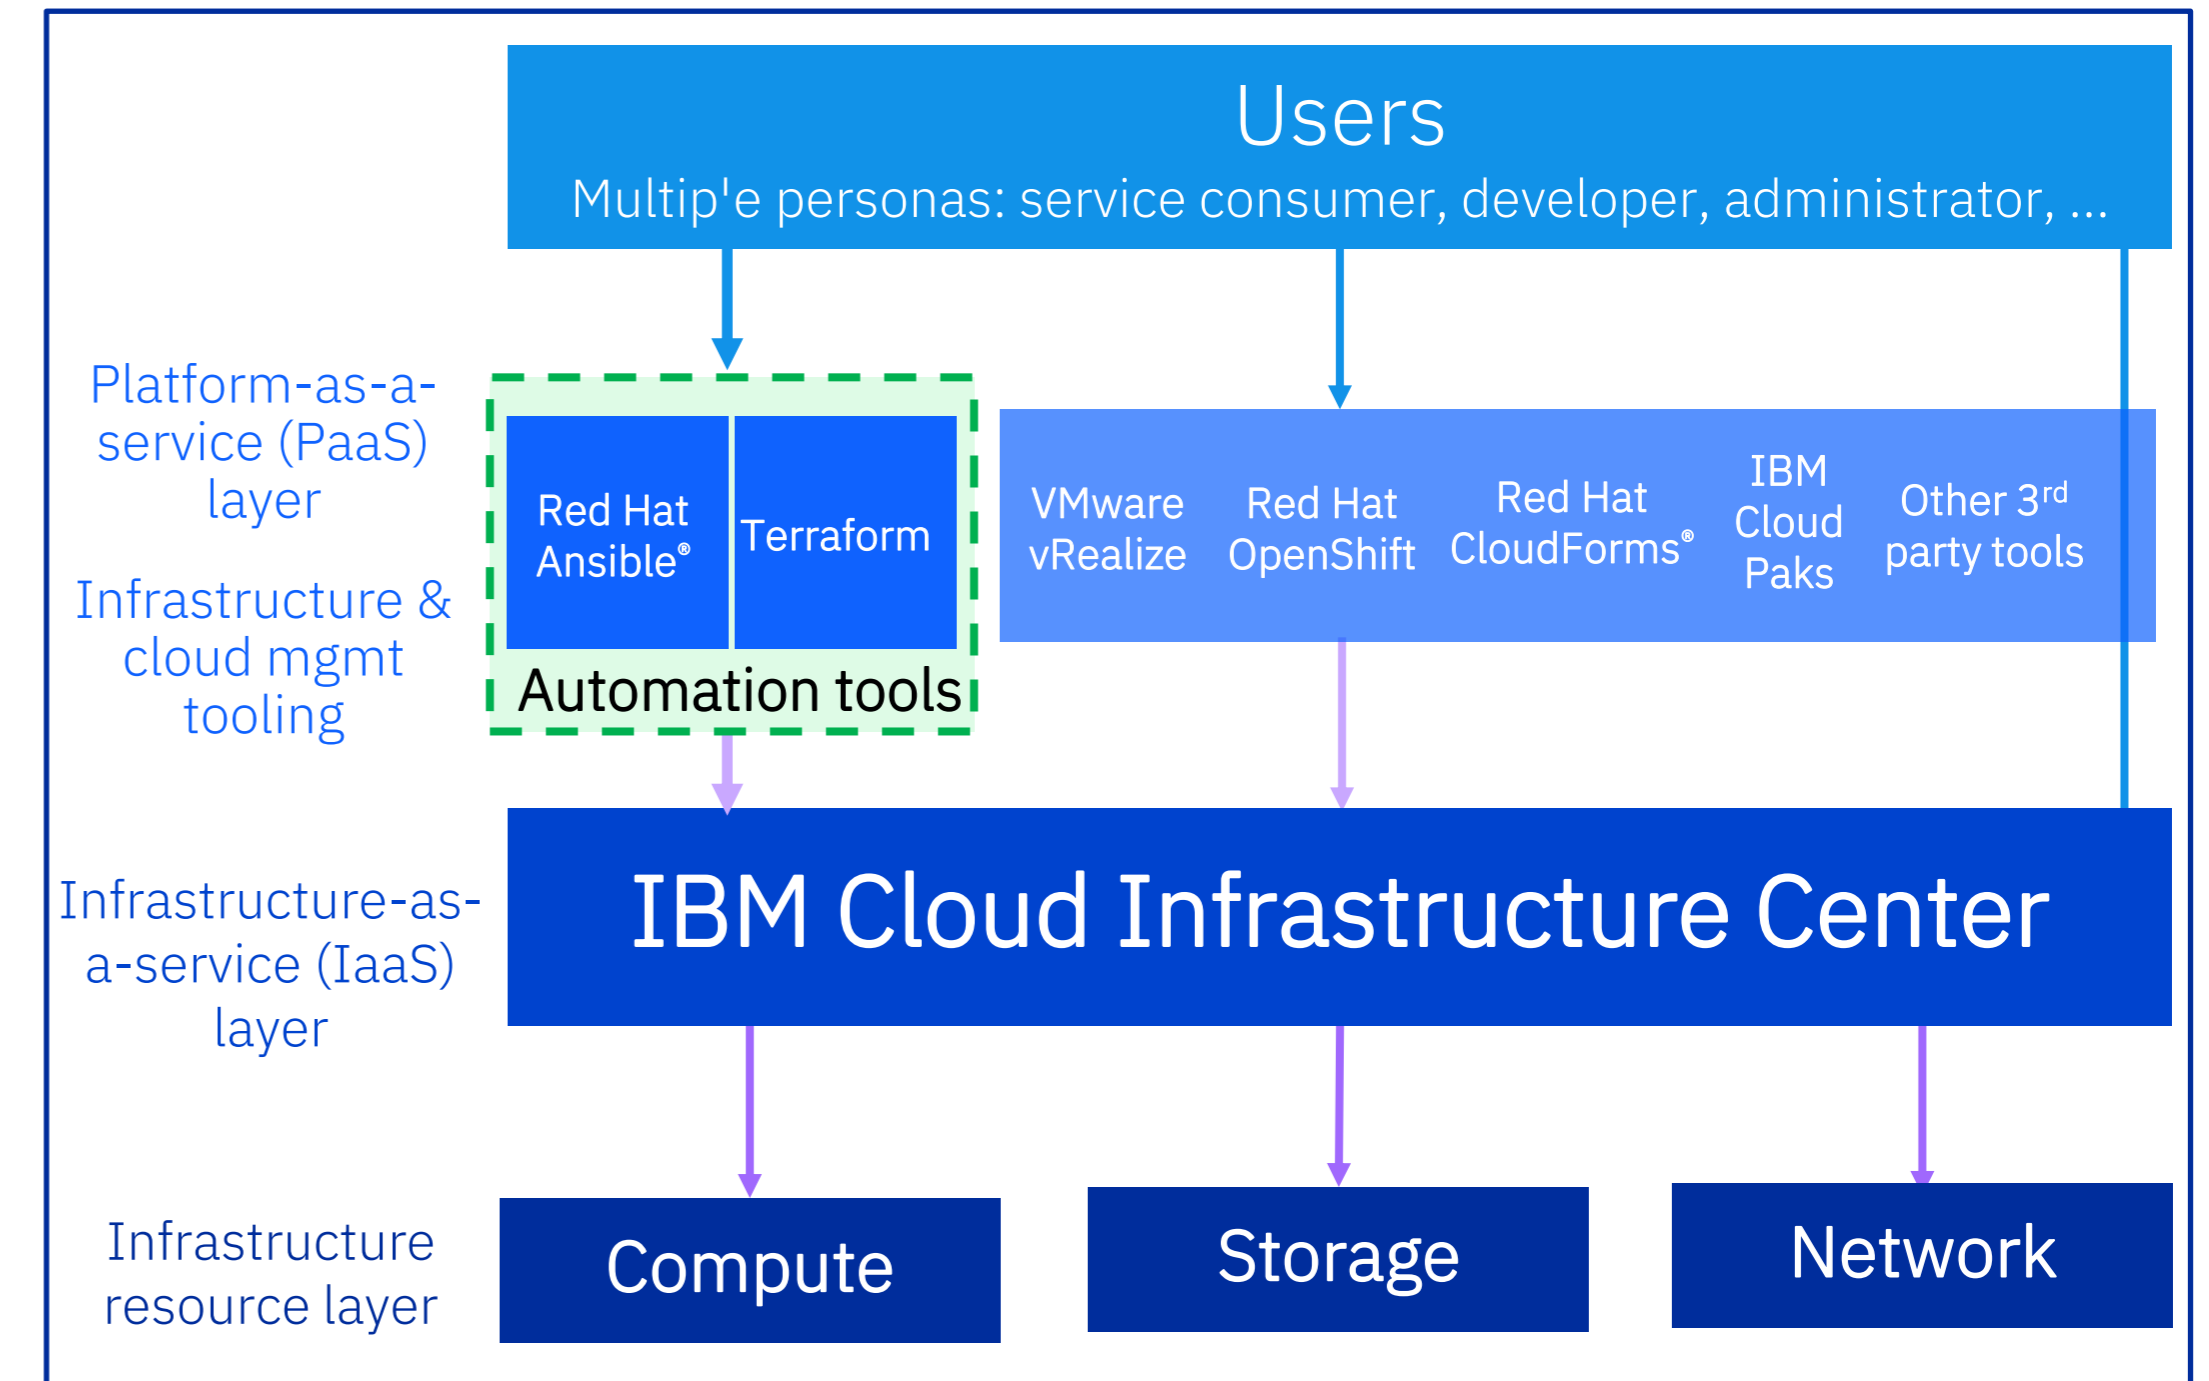 Users
Multip'e personas: service consumer, developer, administrator, ...
Platform-as-a-
service (PaaS)
layer
Infrastructure &
cloud mgmt
tooling
Red Hat
Ansible®
Terraform
Automation tools
VMware
vRealize
Red Hat
OpenShift
Red Hat
CloudForms®
IBM
Cloud
Paks
Other 3rd
party tools
Infrastructure-as-
a-service (IaaS)
layer
IBM Cloud Infrastructure Center
Infrastructure
resource layer
Compute
Storage
Network